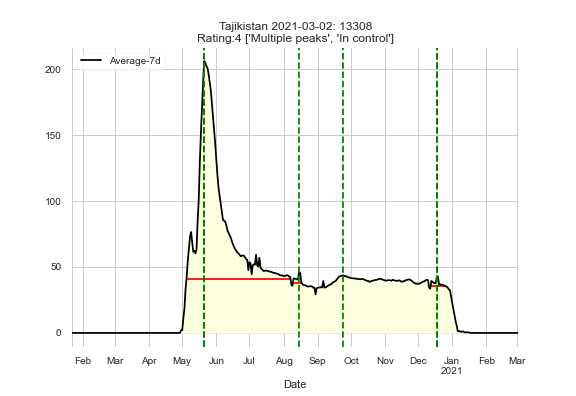 Tajikistan 2021-03-02: 13308
Rating:4 ['Multiple peaks', 'In control']
Average-7d
200
150
100
50
0
Feb Mar Apr May Jun Jul Aug Sep Oct Nov Dec Jan Feb Mar
2021
Date